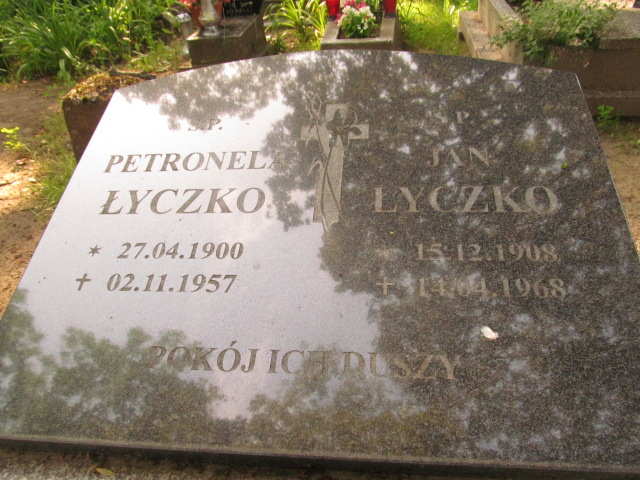 Ś.P.
PETRONELA
ŁYCZKO
* 27.04.1900
✝ 02.11.1957
Ś.P.
JAN
ŁYCZKO
* 15.12.1908
✝ 14.04.1968
POKÓJ ICH DUSZY